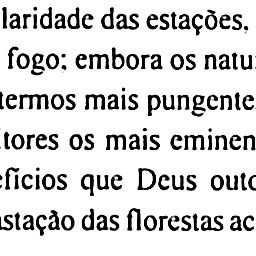 laridade das estações,
fogo; embora os natu
termos mais pungente
tores os mais eminen
efícios que Deus outo
astação das florestas ac